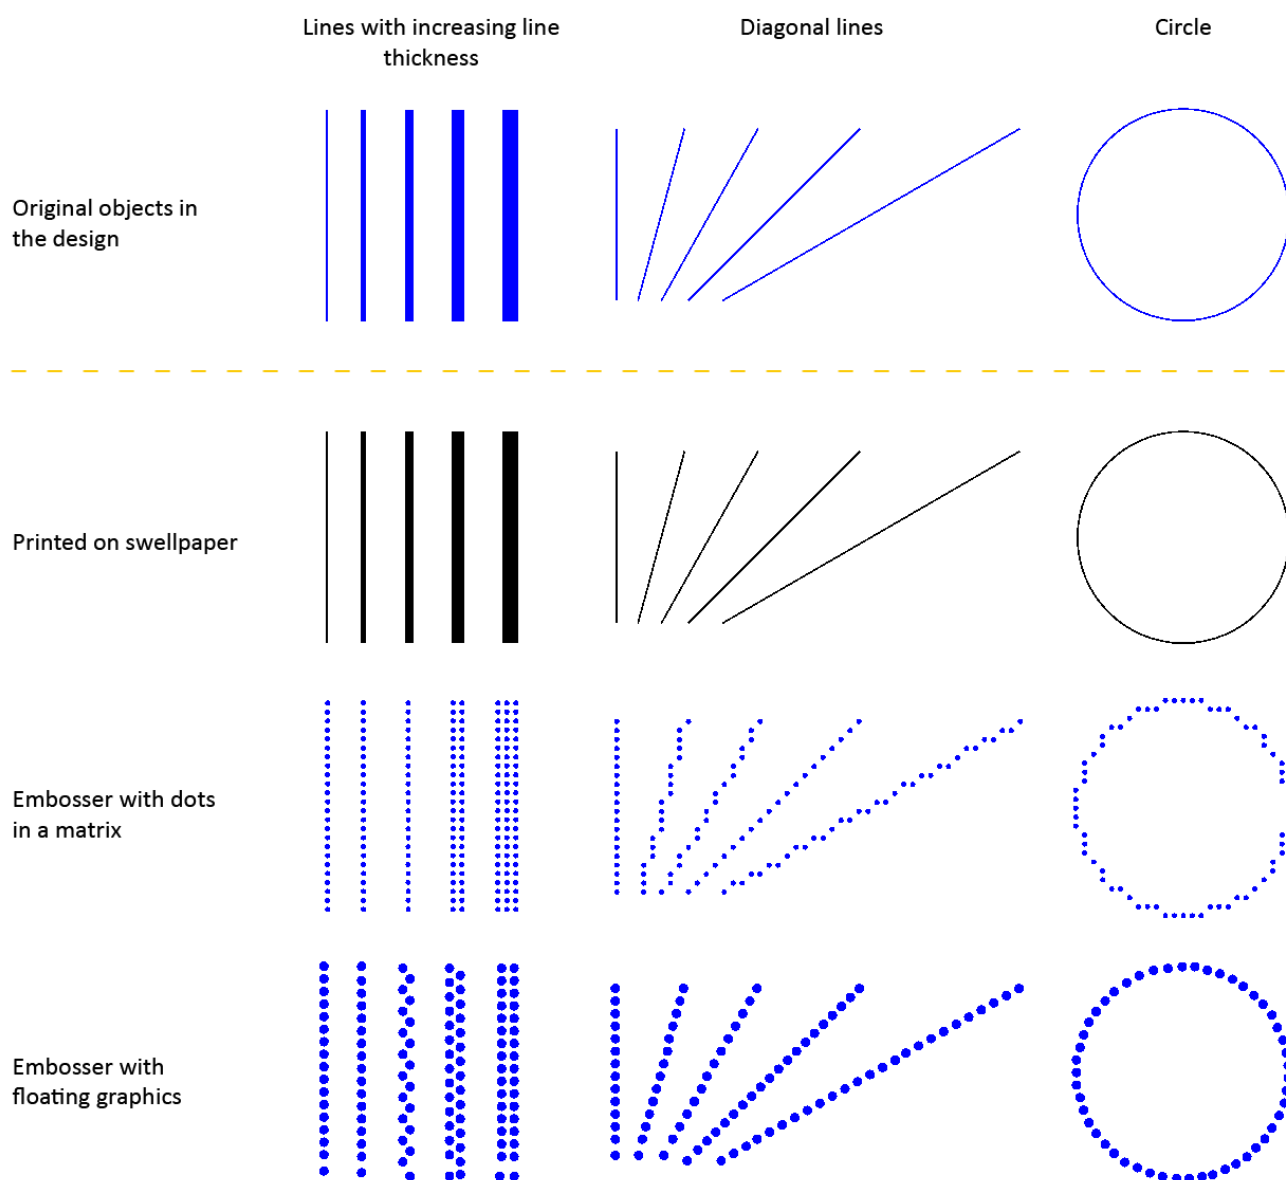 Lines with increasing line
thickness
Diagonal lines
Circle
Original objects in
the design
Printed on swellpaper
Embosser with dots
in a matrix
Embosser with
floating graphics